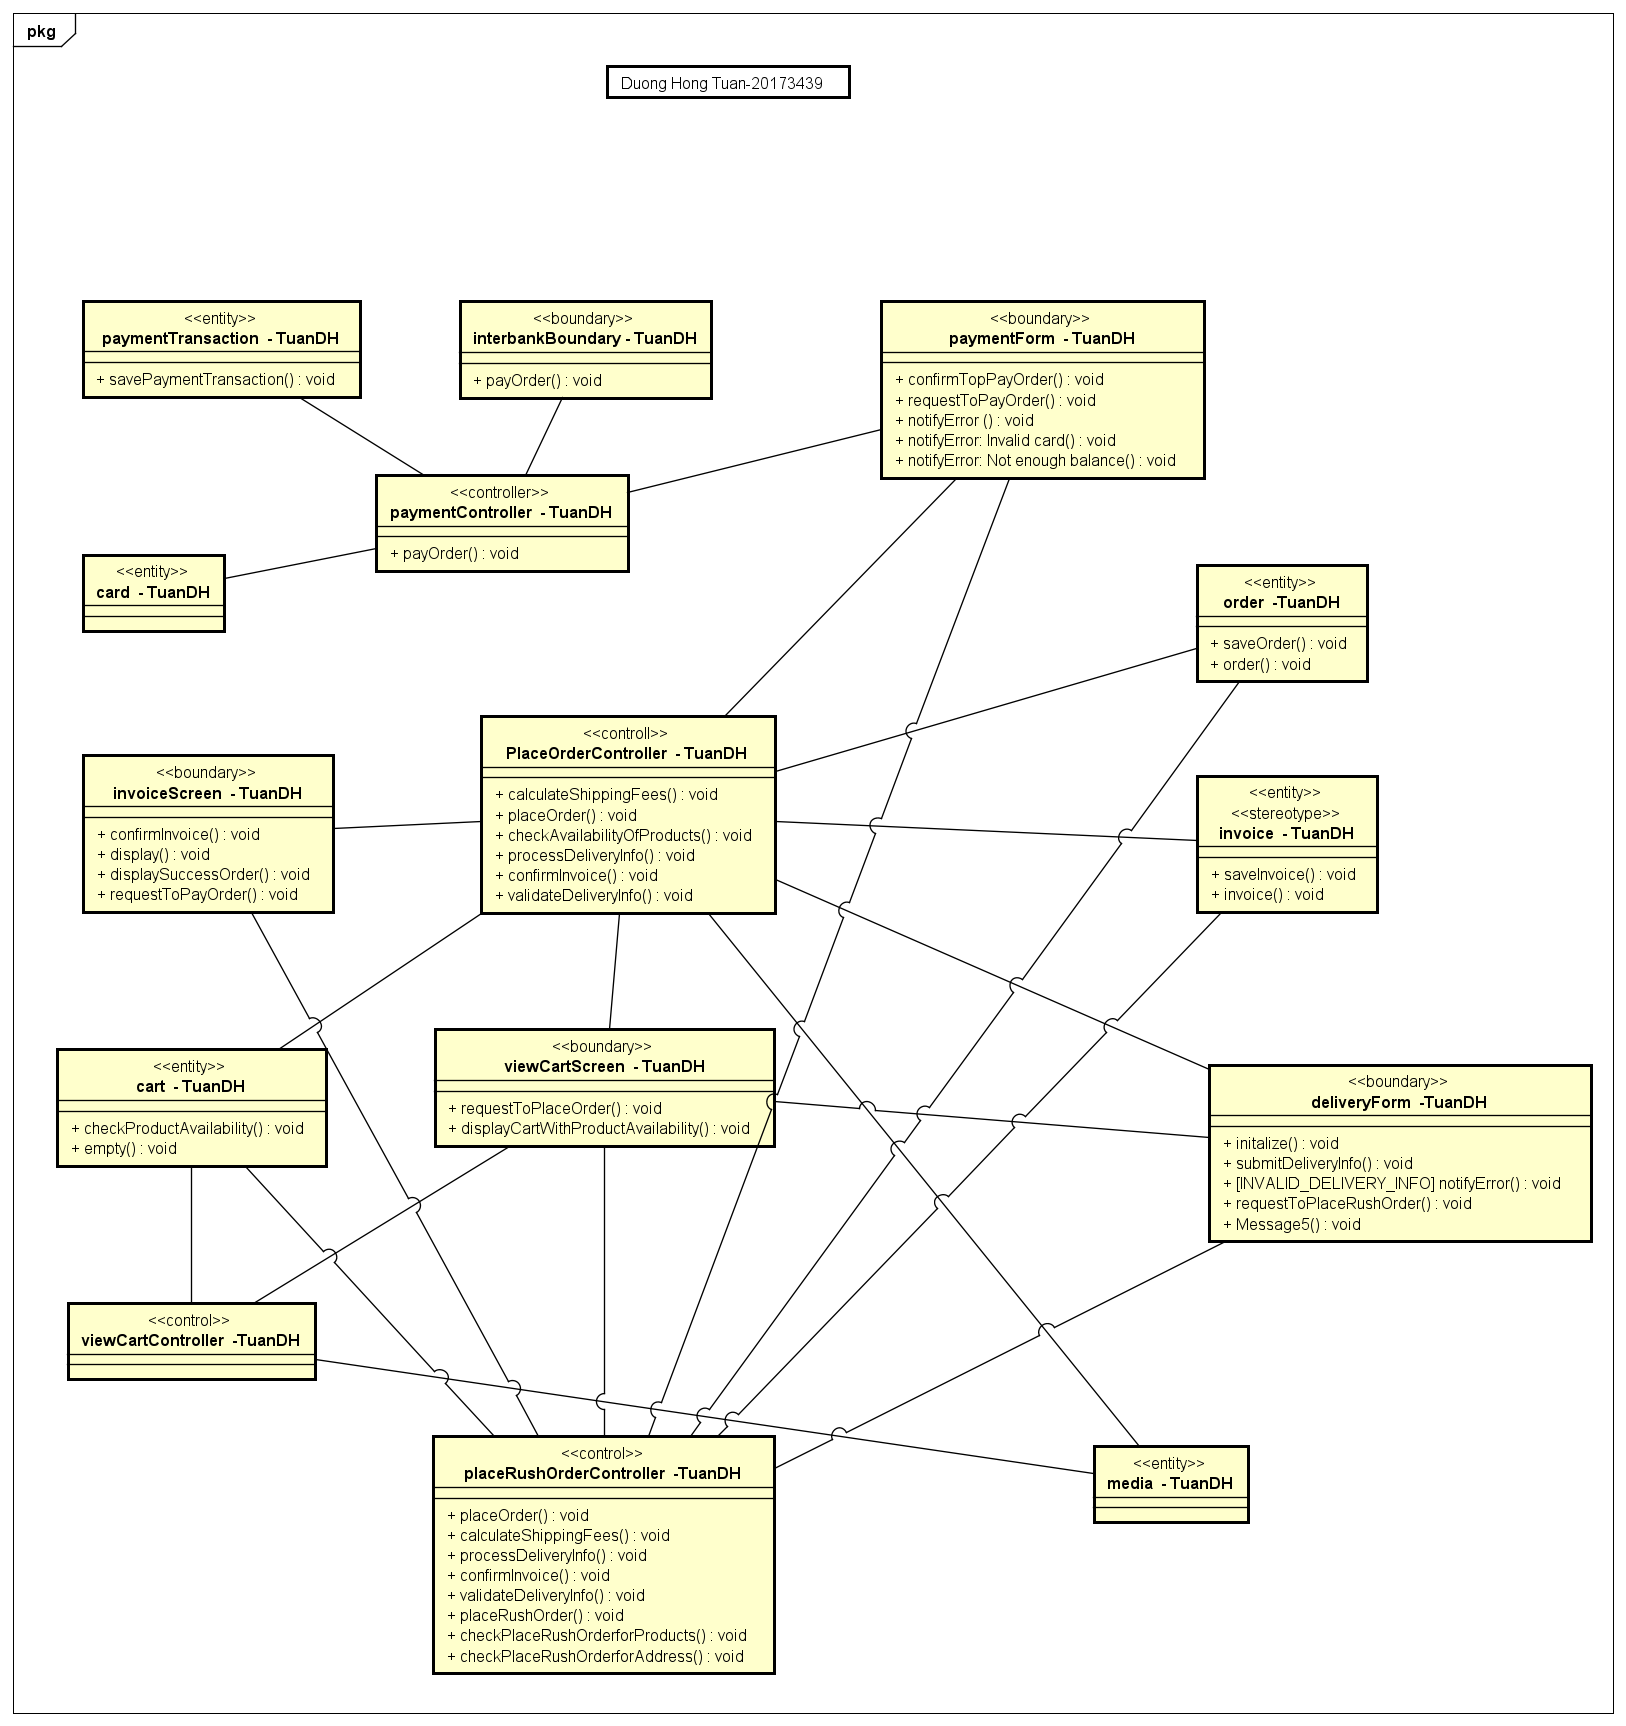 pkg
Duong Hong Tuan-20173439
<<entity>>
paymentTransaction - TuanDH
+ savePaymentTransaction() : void
<<boundary>>
interbankBoundary - TuanDH
+ payOrder() : void
<<boundary>>
paymentForm - TuanDH
+ confirmTopPayOrder() : void
+ requestToPayOrder() : void
+ notifyError () : void
+ notifyError: Invalid card() : void
+ notifyError: Not enough balance() : void
<<controller>>
paymentController - TuanDH
+ payOrder() : void
<<entity>>
card - TuanDH
<<entity>>
order -TuanDH
+ saveOrder() : void
+ order() : void
<<controll>>
PlaceOrderController - TuanDH
+ calculateShippingFees() : void
+ placeOrder() : void
+ checkAvailabilityOfProducts() : void
+ processDeliveryInfo() : void
+ confirmInvoice() : void
+ validateDeliveryInfo() : void
<<boundary>>
invoiceScreen - TuanDH
+ confirmInvoice() : void
+ display() : void
+ displaySuccessOrder() : void
+ requestToPayOrder() : void
<<entity>>
<<stereotype>>
invoice - TuanDH
+ saveInvoice() : void
+ invoice() : void
<<entity>>
cart - TuanDH
+ checkProductAvailability() : void
+ empty() : void
<<boundary>>
viewCartScreen - TuanDH
+ requestToPlaceOrder() : void
+ displayCartWithProductAvailability() : void
<<boundary>>
deliveryForm -TuanDH
+ initalize() : void
+ submitDeliveryInfo() : void
+ [INVALID_DELIVERY_INFO] notifyError() : void
+ requestToPlaceRushOrder() : void
+ Message5() : void
<<control>>
viewCartController -TuanDH
<<control>>
placeRushOrderController -TuanDH
+ placeOrder() : void
+ calculateShippingFees() : void
+ processDeliveryInfo() : void
+ confirmInvoice() : void
+ validateDeliveryInfo() : void
+ placeRushOrder() : void
+ checkPlaceRushOrderforProducts() : void
+ checkPlaceRushOrderforAddress() : void
<<entity>>
media - TuanDH